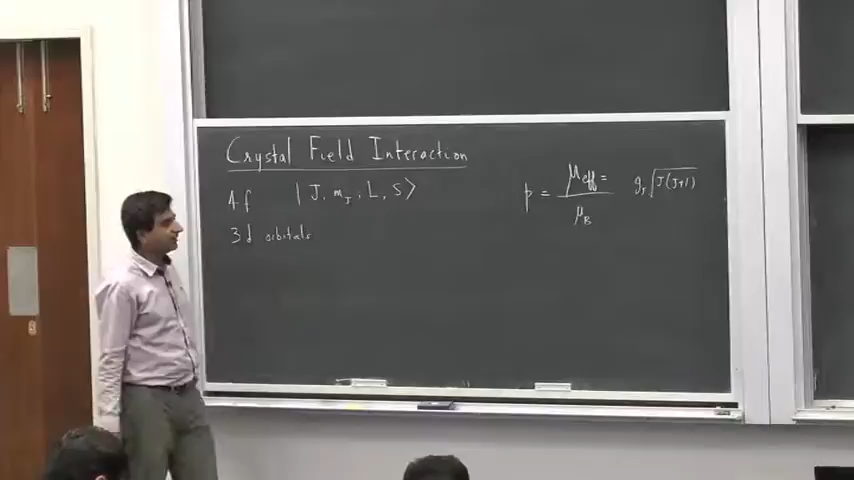 Crystal Field Interaction
4f |J, m_J, L, S⟩
3d orbitals
p = μ_eff / μ_B = g_J √J(J+1)